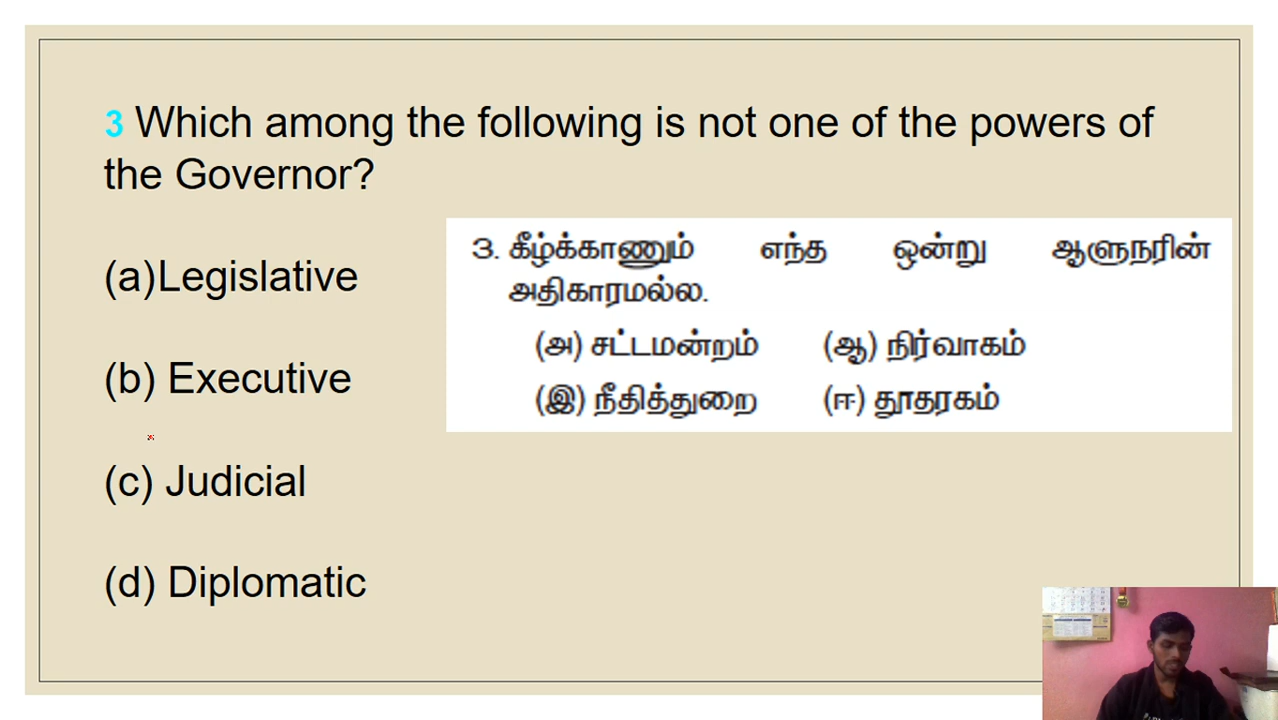 3 Which among the following is not one of the powers of
the Governor?
(a)Legislative
(b) Executive
(c) Judicial
(d) Diplomatic
3. கீழ்க்காணும் எந்த ஒன்று ஆளுநரின்
அதிகாரமல்ல.
(அ) சட்டமன்றம் (ஆ) நிர்வாகம்
(இ) நீதித்துறை (ஈ) தூதரகம்